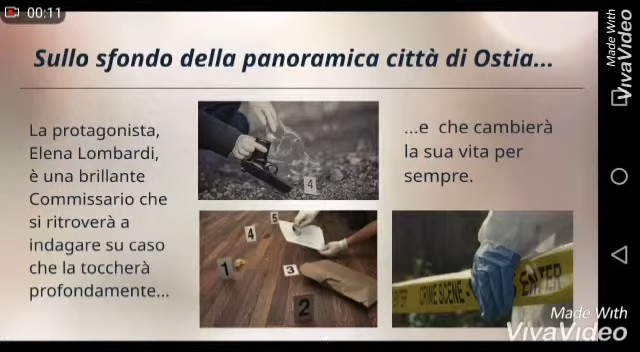 00:11
Sullo sfondo della panoramica città di Ostia...
La protagonista,
Elena Lombardi,
è una brillante
Commissario che
si ritroverà a
indagare su caso
che la toccherà
profondamente...
...e che cambierà
la sua vita per
sempre.
4
5
4
1
3
2
CRIME SCENE -
ENTER
Made With
VivaVideo
Made With
VivaVideo